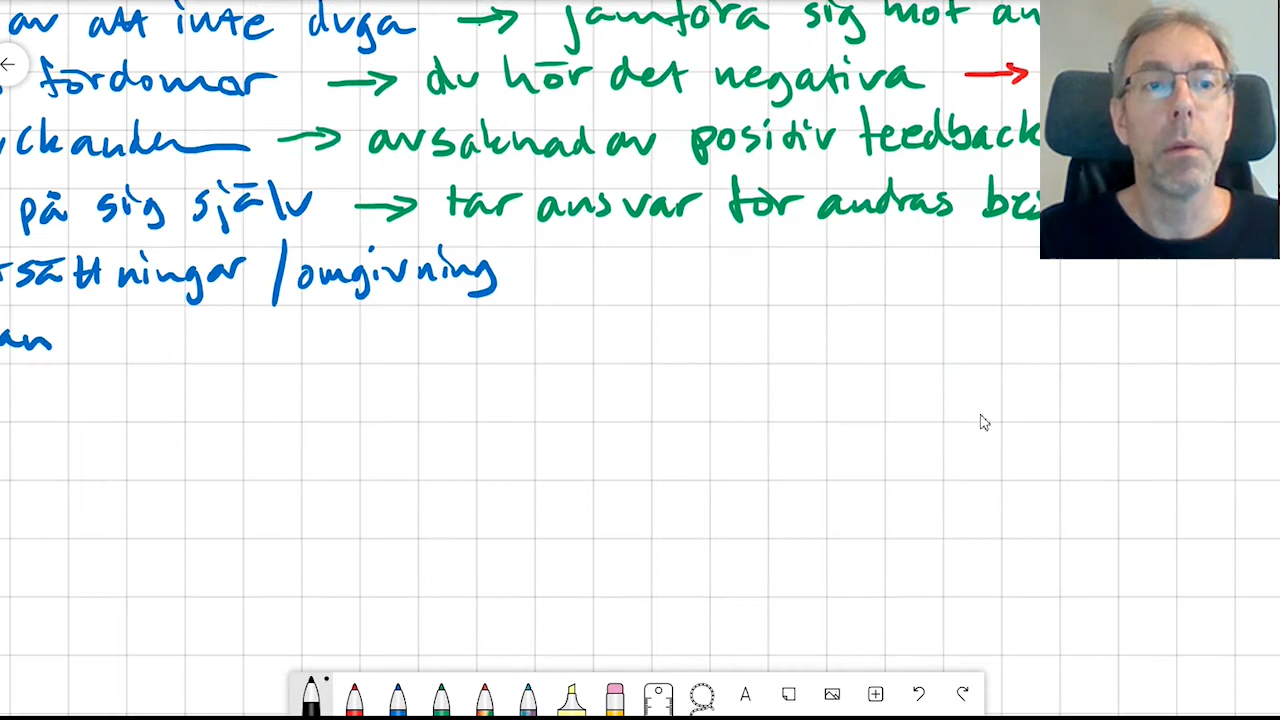 av att inte duga → jämföra sig mot an
fördomar → du hör det negativa →
yckanden → avsaknad av positiv feedback
på sig själv → tar ansvar för andras be
sättningar / omgivning
an
A